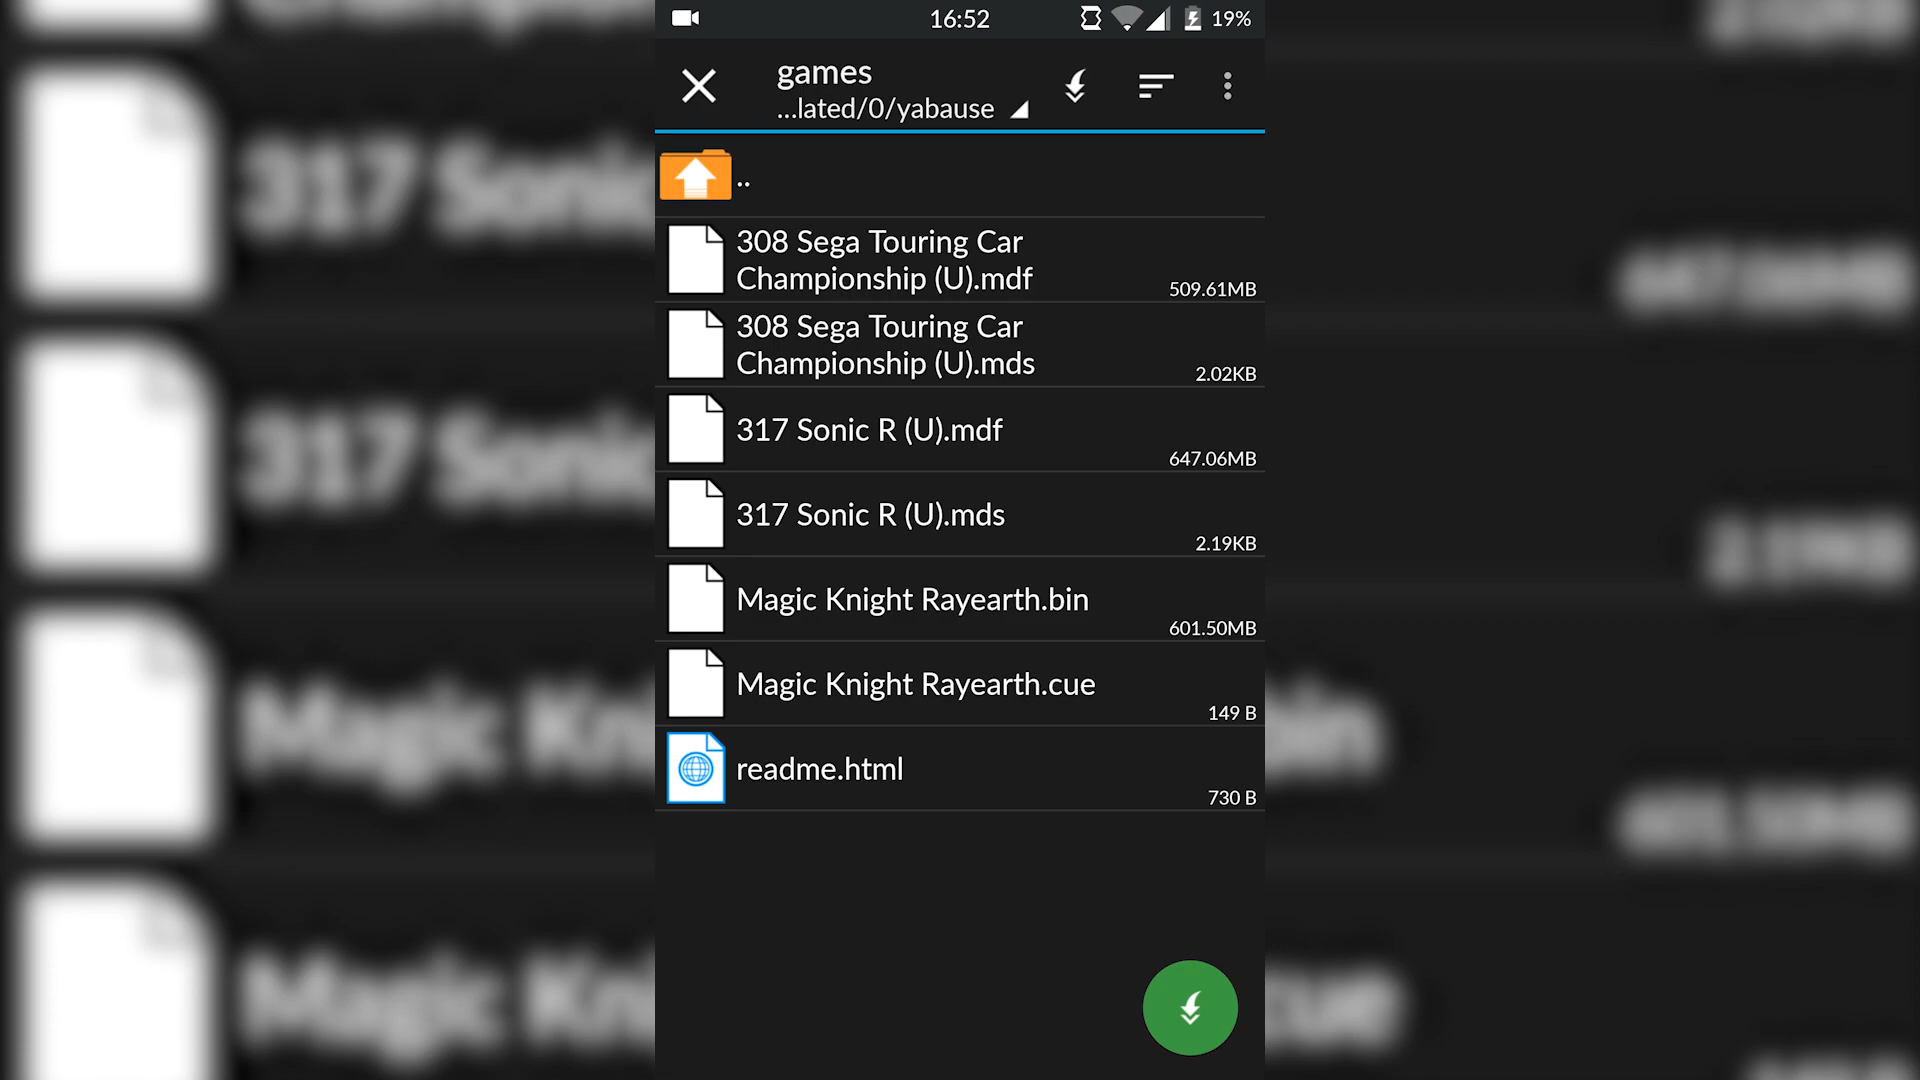 16:52
19%
games
...lated/0/yabause
..
308 Sega Touring Car
Championship (U).mdf
509.61MB
308 Sega Touring Car
Championship (U).mds
2.02KB
317 Sonic R (U).mdf
647.06MB
317 Sonic R (U).mds
2.19KB
Magic Knight Rayearth.bin
601.50MB
Magic Knight Rayearth.cue
149 B
readme.html
730 B